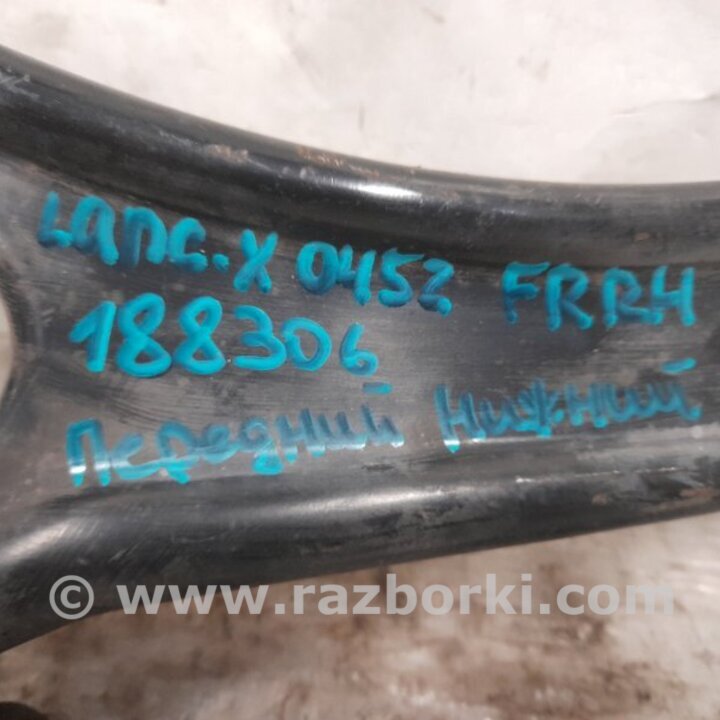 LANC.X 0452 FRRH
188306
Передний Нижний
© www.razborki.com